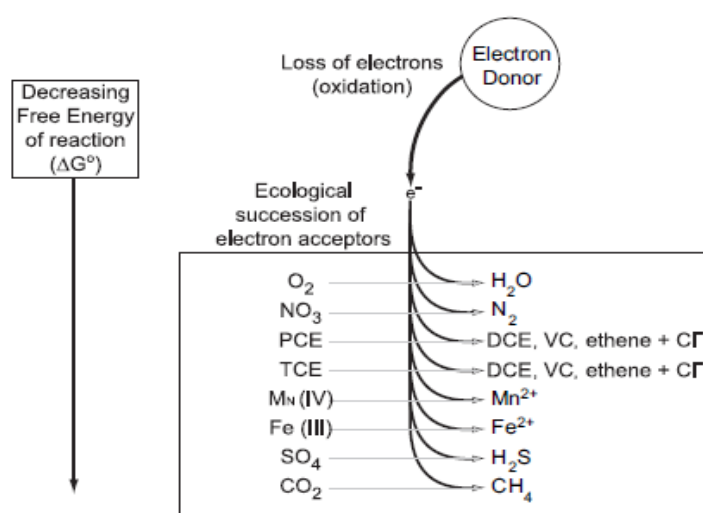 Electron
Donor
Loss of electrons
(oxidation)
Decreasing
Free Energy
of reaction
(ΔG°)
e⁻
Ecological
succession of
electron acceptors
O₂ H₂O
NO₃ N₂
PCE DCE, VC, ethene + CΓ
TCE DCE, VC, ethene + CΓ
MN (IV) Mn²⁺
Fe (III) Fe²⁺
SO₄ H₂S
CO₂ CH₄